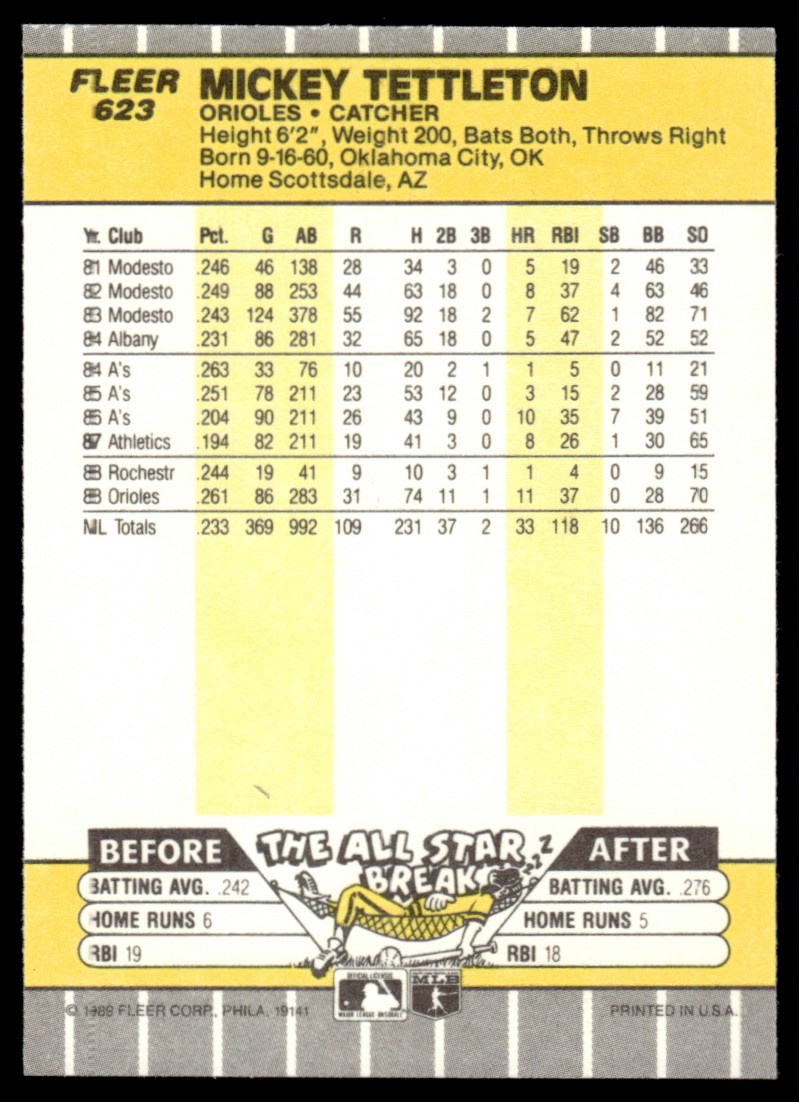 FLEER MICKEY TETTLETON
623 ORIOLES • CATCHER
Height 6'2", Weight 200, Bats Both, Throws Right
Born 9-16-60, Oklahoma City, OK
Home Scottsdale, AZ
Yr. Club Pct. G AB R H 2B 3B HR RBI SB BB SO
81 Modesto .246 46 138 28 34 3 0 5 19 2 46 33
82 Modesto .249 88 253 44 63 18 0 8 37 4 63 46
83 Modesto .243 124 378 55 92 18 2 7 62 1 82 71
84 Albany .231 86 281 32 65 18 0 5 47 2 52 52
84 A's .263 33 76 10 20 2 1 1 5 0 11 21
85 A's .251 78 211 23 53 12 0 3 15 2 28 59
86 A's .204 90 211 26 43 9 0 10 35 7 39 51
87 Athletics .194 82 211 19 41 3 0 8 26 1 30 65
88 Rochestr .244 19 41 9 10 3 1 1 4 0 9 15
88 Orioles .261 86 283 31 74 11 1 11 37 0 28 70
ML Totals .233 369 992 109 231 37 2 33 118 10 136 266
BEFORE THE ALL STAR BREAK ZZZ AFTER
BATTING AVG. .242 BATTING AVG. .276
HOME RUNS 6 HOME RUNS 5
RBI 19 RBI 18
OFFICIAL LICENSEE MLB
MAJOR LEAGUE BASEBALL
© 1989 FLEER CORP., PHILA. 19141 PRINTED IN U.S.A.